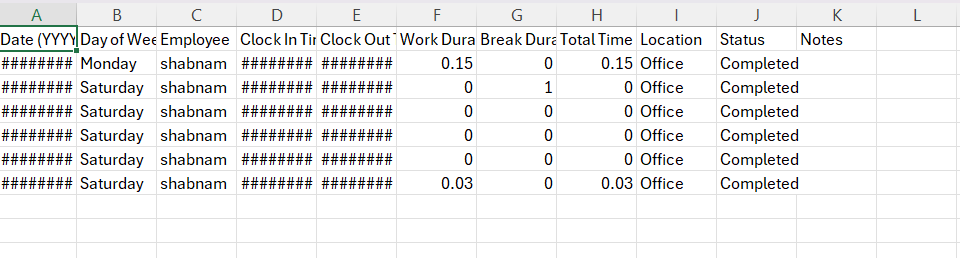 A B C D E F G H I J K L
Date (YYYY Day of Wee Employee Clock In Tir Clock Out Work Dura Break Dura Total Time Location Status Notes
######## Monday shabnam ######## ######## 0.15 0 0.15 Office Completed
######## Saturday shabnam ######## ######## 0 1 0 Office Completed
######## Saturday shabnam ######## ######## 0 0 0 Office Completed
######## Saturday shabnam ######## ######## 0 0 0 Office Completed
######## Saturday shabnam ######## ######## 0 0 0 Office Completed
######## Saturday shabnam ######## ######## 0.03 0 0.03 Office Completed